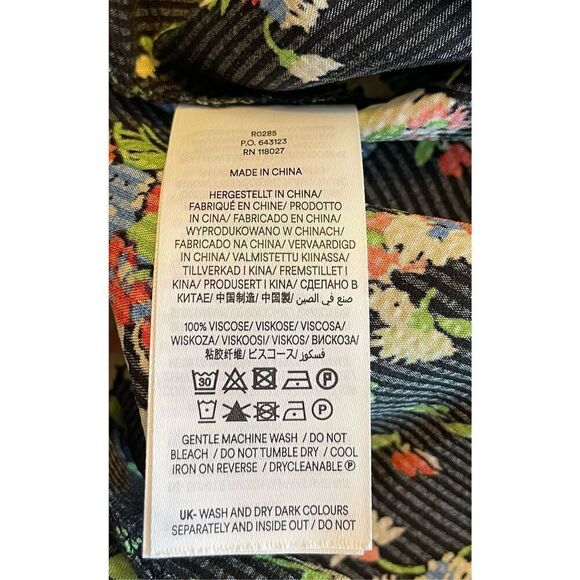 R0285
P.O. 643123
RN 118027
MADE IN CHINA
HERGESTELLT IN CHINA/
FABRIQUÉ EN CHINE/ PRODOTTO
IN CINA/ FABRICADO EN CHINA/
WYPRODUKOWANO W CHINACH/
FABRICADO NA CHINA/ VERVAARDIGD
IN CHINA/ VALMISTETTU KIINASSA/
TILLVERKAD I KINA/ FREMSTILLET I
KINA/ PRODUSERT I KINA/ СДЕЛАНО В
КИТАЕ/ 中国制造/ 中国製/ صنع في الصين/
100% VISCOSE/ VISKOSE/ VISCOSA/
WISKOZA/ VISKOOSI/ VISKOS/ ВИСКОЗА/
粘胶纤维/ ビスコース/ فسكوز/
30 P
P
GENTLE MACHINE WASH / DO NOT
BLEACH / DO NOT TUMBLE DRY / COOL
IRON ON REVERSE / DRYCLEANABLE Ⓟ
UK- WASH AND DRY DARK COLOURS
SEPARATELY AND INSIDE OUT / DO NOT